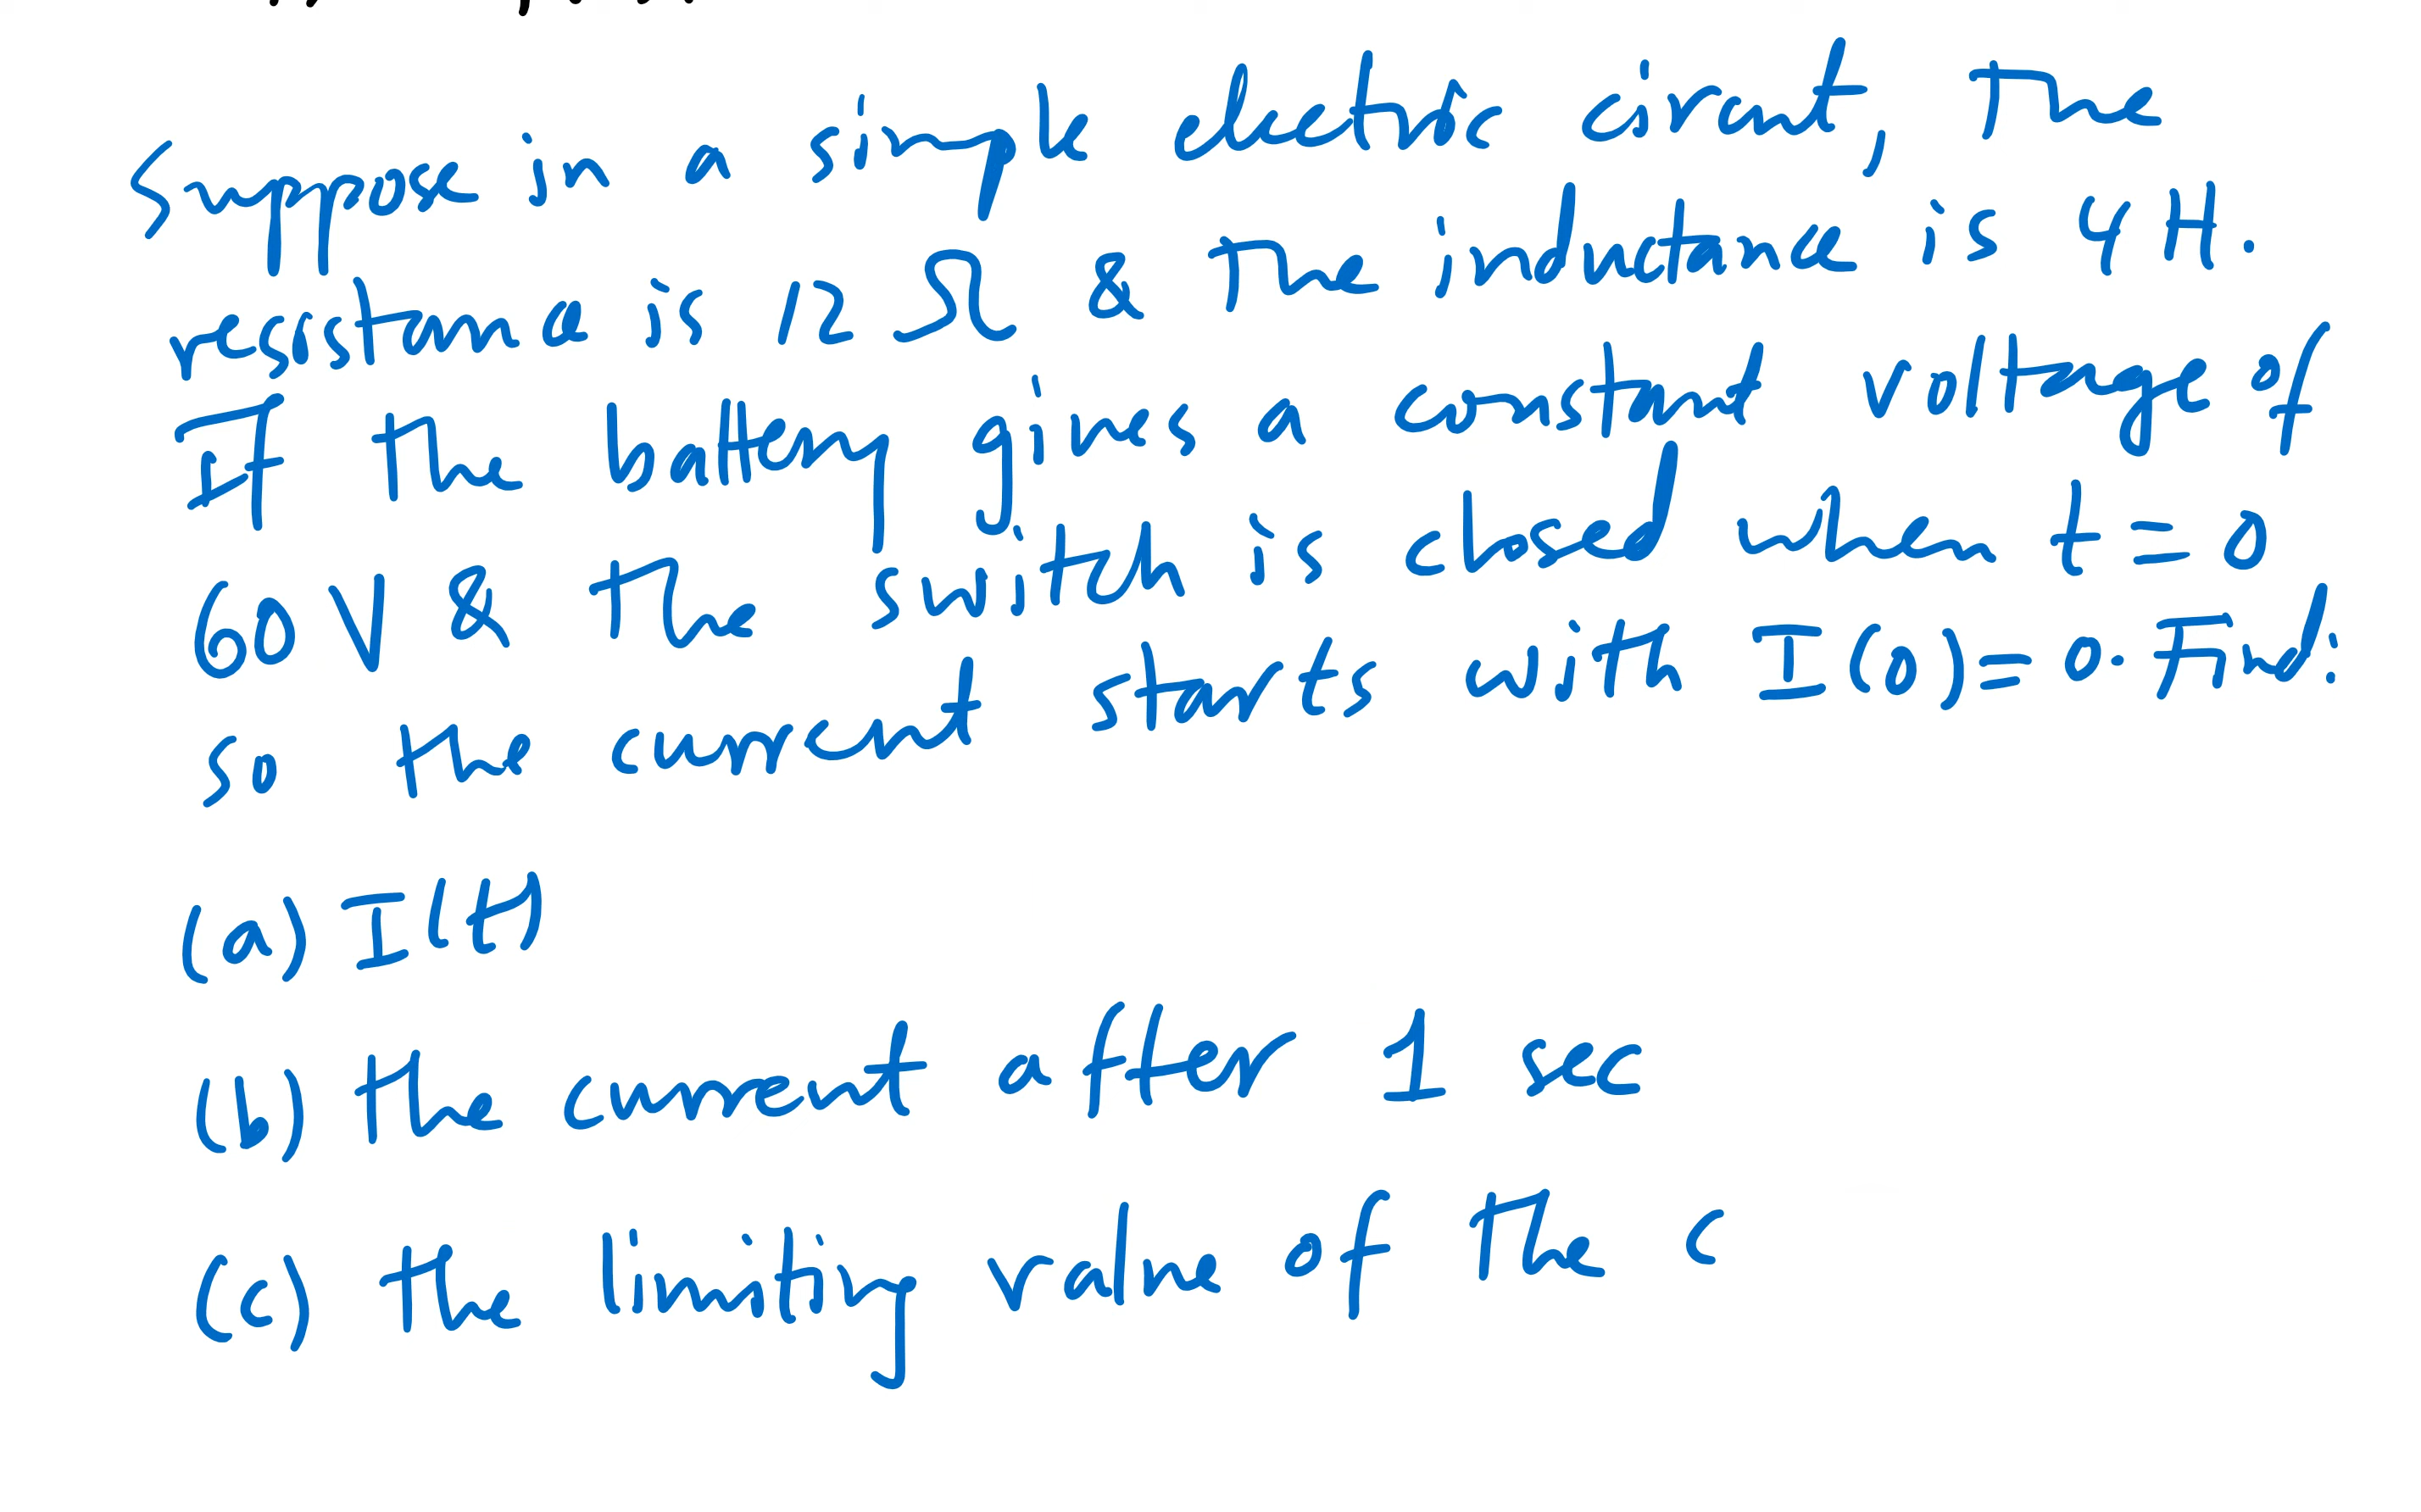 Suppose in a simple electric circuit, the
resistance is 12 Ω & the inductance is 4 H.
If the battery gives a constant voltage of
60 V & the switch is closed when t = 0
so the current starts with I(0) = 0. Find:
(a) I(t)
(b) the current after 1 sec
(c) the limiting value of the c